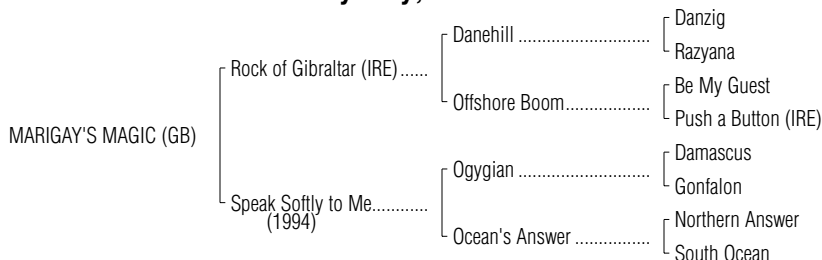 MARIGAY'S MAGIC (GB)
Rock of Gibraltar (IRE)......
Speak Softly to Me............
(1994)
Danehill ............................
Offshore Boom..................
Ogygian ............................
Ocean's Answer ................
Danzig
Razyana
Be My Guest
Push a Button (IRE)
Damascus
Gonfalon
Northern Answer
South Ocean